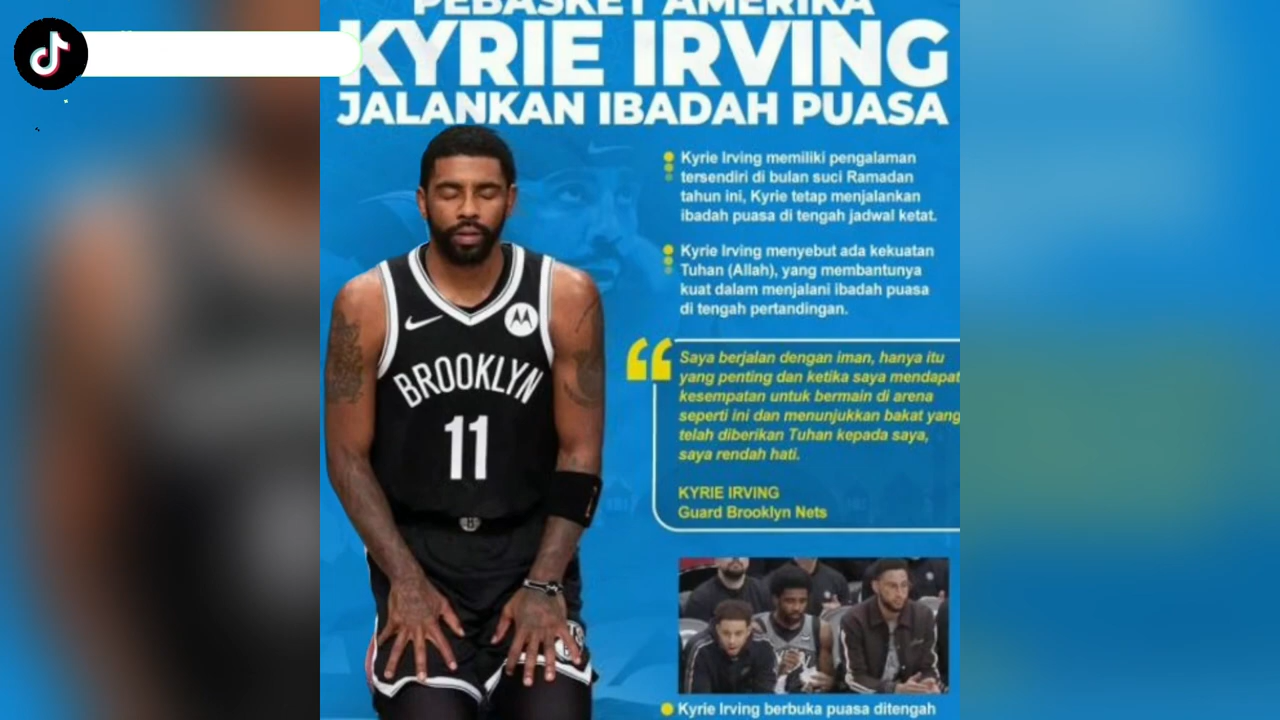 PEBASKET AMERIKA
KYRIE IRVING
JALANKAN IBADAH PUASA
Kyrie Irving memiliki pengalaman
tersendiri di bulan suci Ramadan
tahun ini, Kyrie tetap menjalankan
ibadah puasa di tengah jadwal ketat.
Kyrie Irving menyebut ada kekuatan
Tuhan (Allah), yang membantunya
kuat dalam menjalani ibadah puasa
di tengah pertandingan.
Saya berjalan dengan iman, hanya itu
yang penting dan ketika saya mendapat
kesempatan untuk bermain di arena
seperti ini dan menunjukkan bakat yang
telah diberikan Tuhan kepada saya,
saya rendah hati.
KYRIE IRVING
Guard Brooklyn Nets
BROOKLYN
11
Kyrie Irving berbuka puasa ditengah